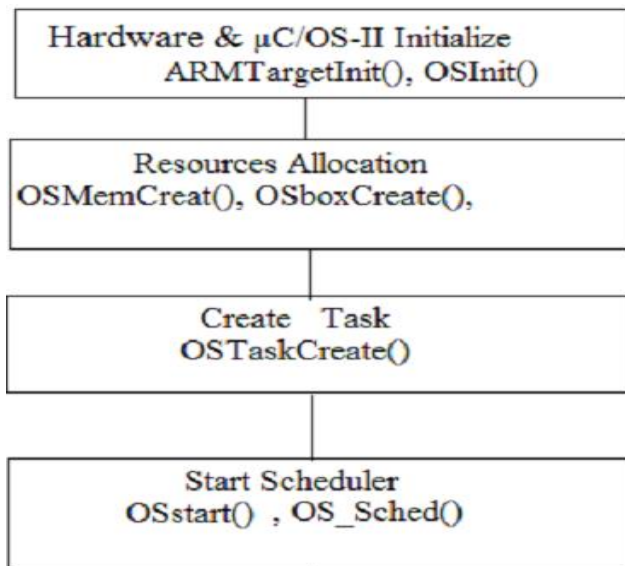 Hardware & µC/OS-II Initialize
ARMTargetInit(), OSInit()
Resources Allocation
OSMemCreat(), OSboxCreate(),
Create Task
OSTaskCreate()
Start Scheduler
OSstart() , OS_Sched()